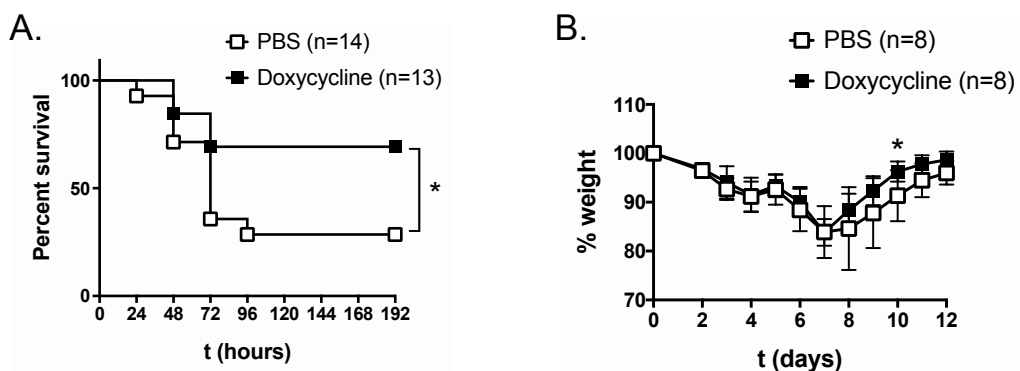 A.
PBS (n=14)
Doxycycline (n=13)
100
50
0
Percent survival
*
0 24 48 72 96 120 144 168 192
t (hours)
B.
PBS (n=8)
Doxycycline (n=8)
110
100
90
80
70
% weight
*
0 2 4 6 8 10 12
t (days)